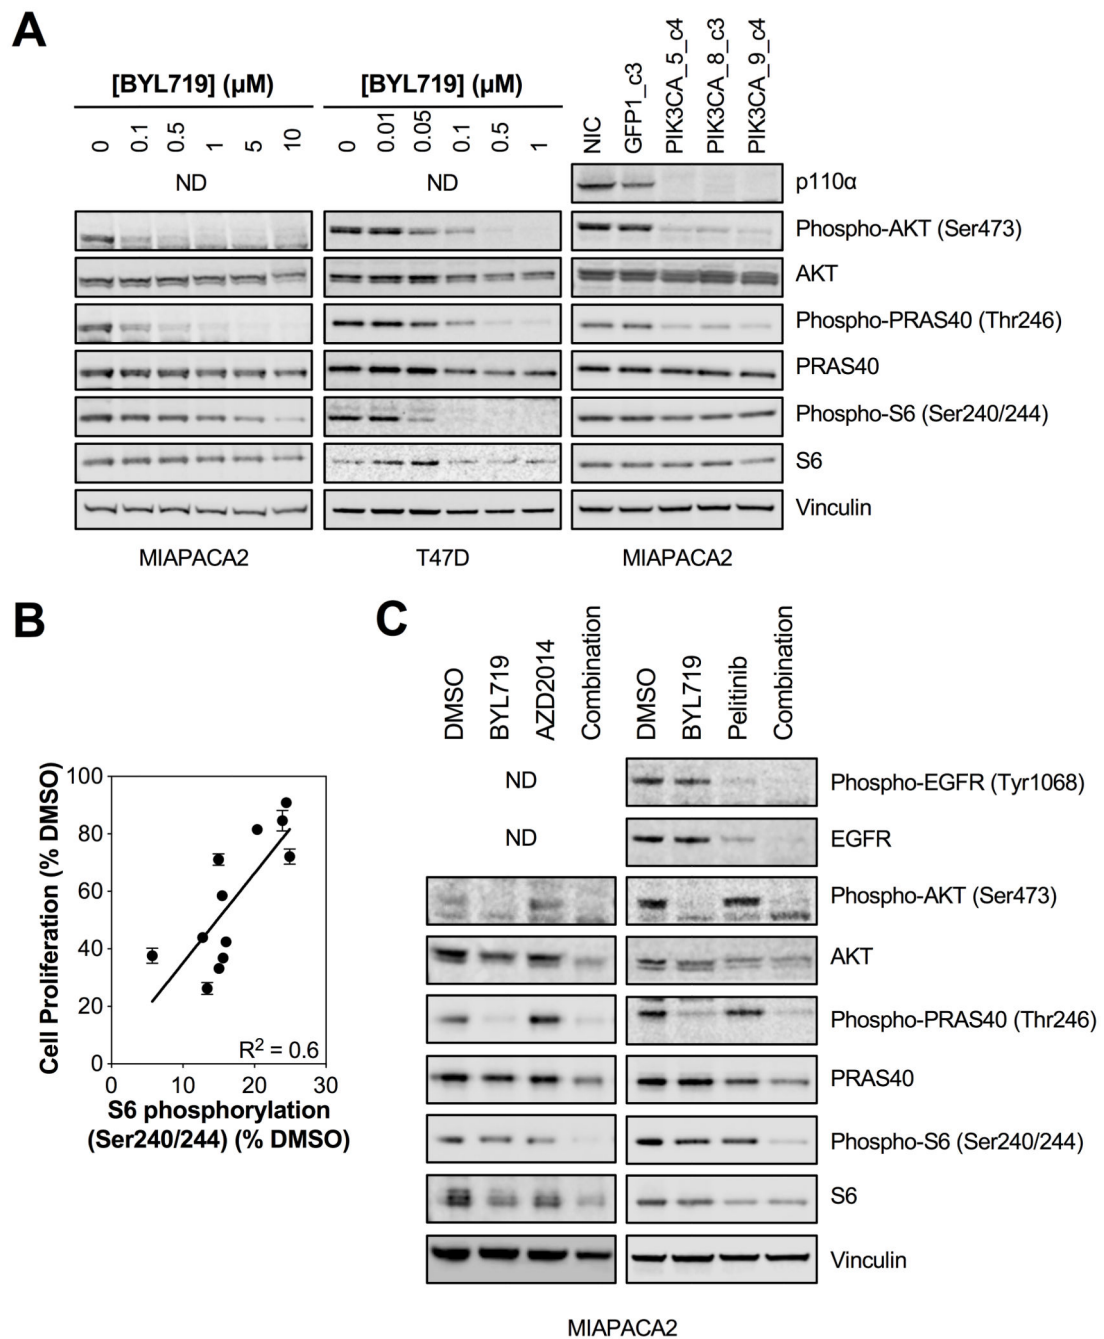 A
[BYL719] (µM)
0 0.1 0.5 1 5 10
[BYL719] (µM)
0 0.01 0.05 0.1 0.5 1
NIC GFP1_c3 PIK3CA_5_c4 PIK3CA_8_c3 PIK3CA_9_c4
ND ND p110α
Phospho-AKT (Ser473)
AKT
Phospho-PRAS40 (Thr246)
PRAS40
Phospho-S6 (Ser240/244)
S6
Vinculin
MIAPACA2 T47D MIAPACA2
B
Cell Proliferation (% DMSO)
100
80
60
40
20
0
R² = 0.6
0 10 20 30
S6 phosphorylation
(Ser240/244) (% DMSO)
C
DMSO BYL719 AZD2014 Combination DMSO BYL719 Pelitinib Combination
ND Phospho-EGFR (Tyr1068)
ND EGFR
Phospho-AKT (Ser473)
AKT
Phospho-PRAS40 (Thr246)
PRAS40
Phospho-S6 (Ser240/244)
S6
Vinculin
MIAPACA2